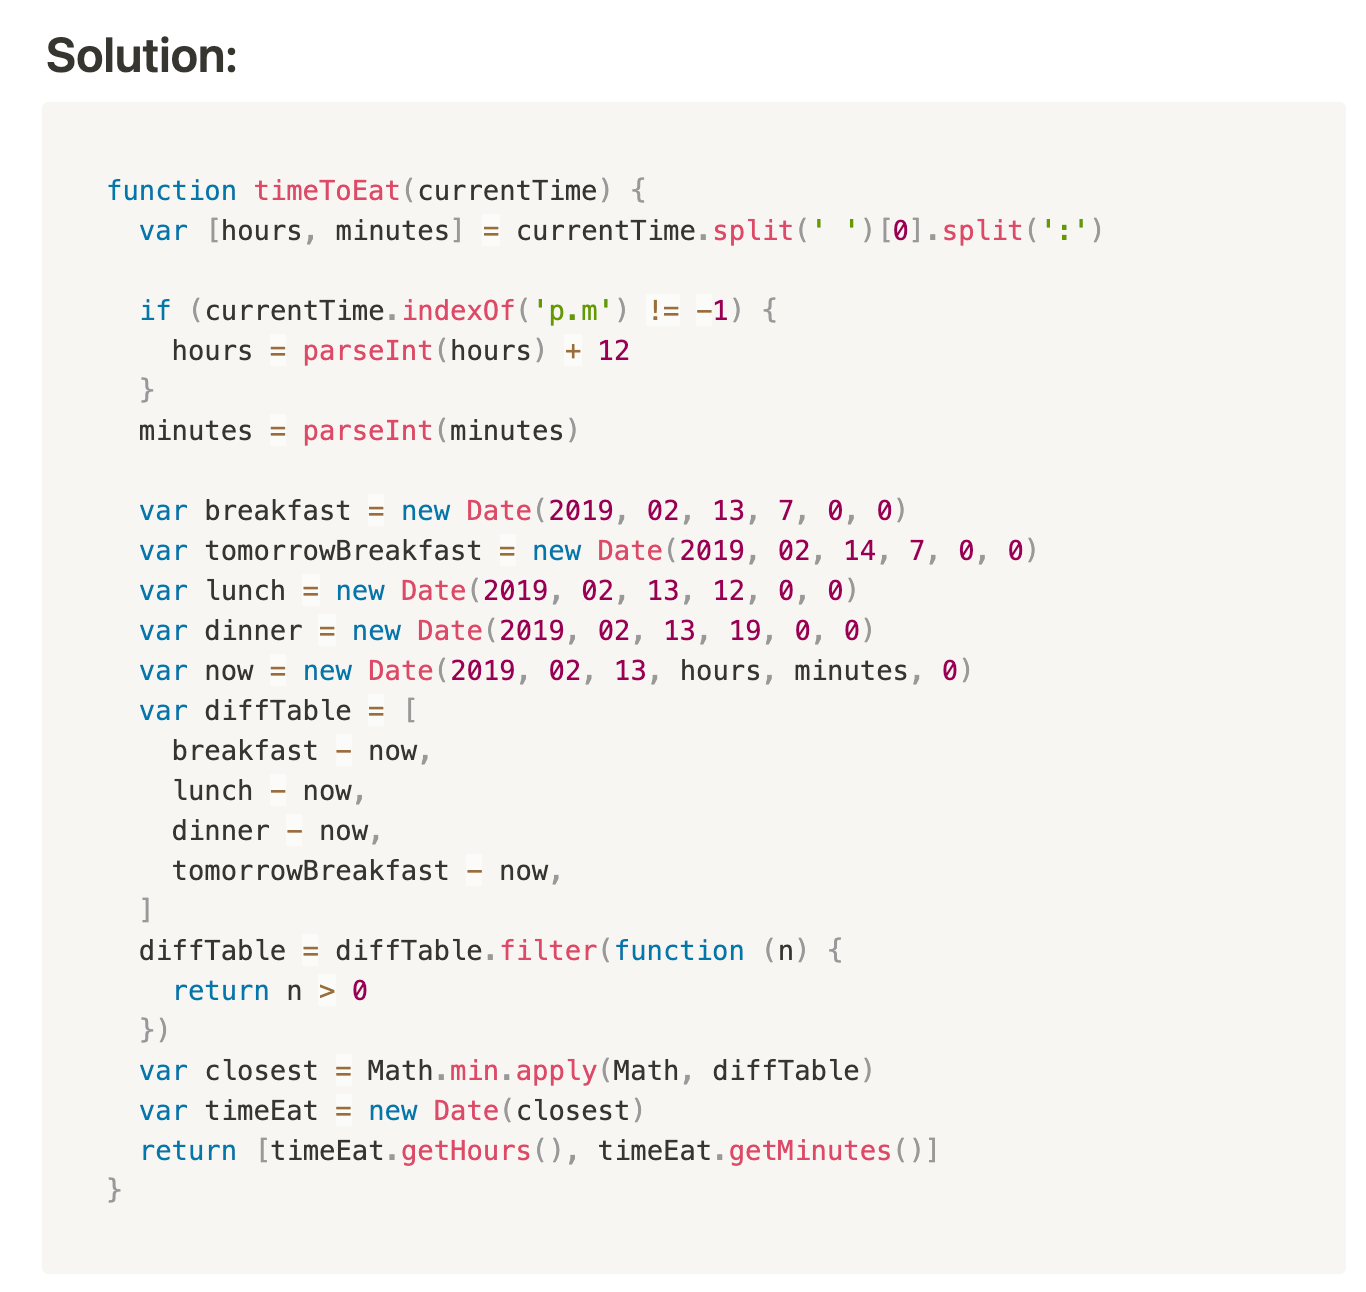 Solution:
function timeToEat(currentTime) {
  var [hours, minutes] = currentTime.split(' ')[0].split(':')

  if (currentTime.indexOf('p.m') != -1) {
    hours = parseInt(hours) + 12
  }
  minutes = parseInt(minutes)

  var breakfast = new Date(2019, 02, 13, 7, 0, 0)
  var tomorrowBreakfast = new Date(2019, 02, 14, 7, 0, 0)
  var lunch = new Date(2019, 02, 13, 12, 0, 0)
  var dinner = new Date(2019, 02, 13, 19, 0, 0)
  var now = new Date(2019, 02, 13, hours, minutes, 0)
  var diffTable = [
    breakfast - now,
    lunch - now,
    dinner - now,
    tomorrowBreakfast - now,
  ]
  diffTable = diffTable.filter(function (n) {
    return n > 0
  })
  var closest = Math.min.apply(Math, diffTable)
  var timeEat = new Date(closest)
  return [timeEat.getHours(), timeEat.getMinutes()]
}